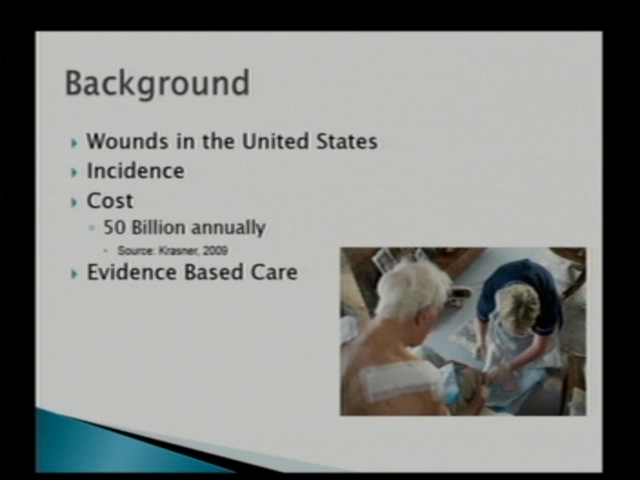 Background
Wounds in the United States
Incidence
Cost
50 Billion annually
Source: Krasner, 2009
Evidence Based Care